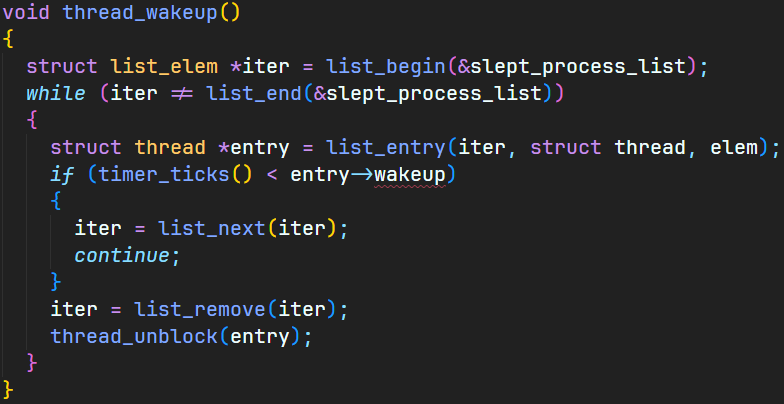 void thread_wakeup()
{
  struct list_elem *iter = list_begin(&slept_process_list);
  while (iter != list_end(&slept_process_list))
  {
    struct thread *entry = list_entry(iter, struct thread, elem);
    if (timer_ticks() < entry->wakeup)
    {
      iter = list_next(iter);
      continue;
    }
    iter = list_remove(iter);
    thread_unblock(entry);
  }
}